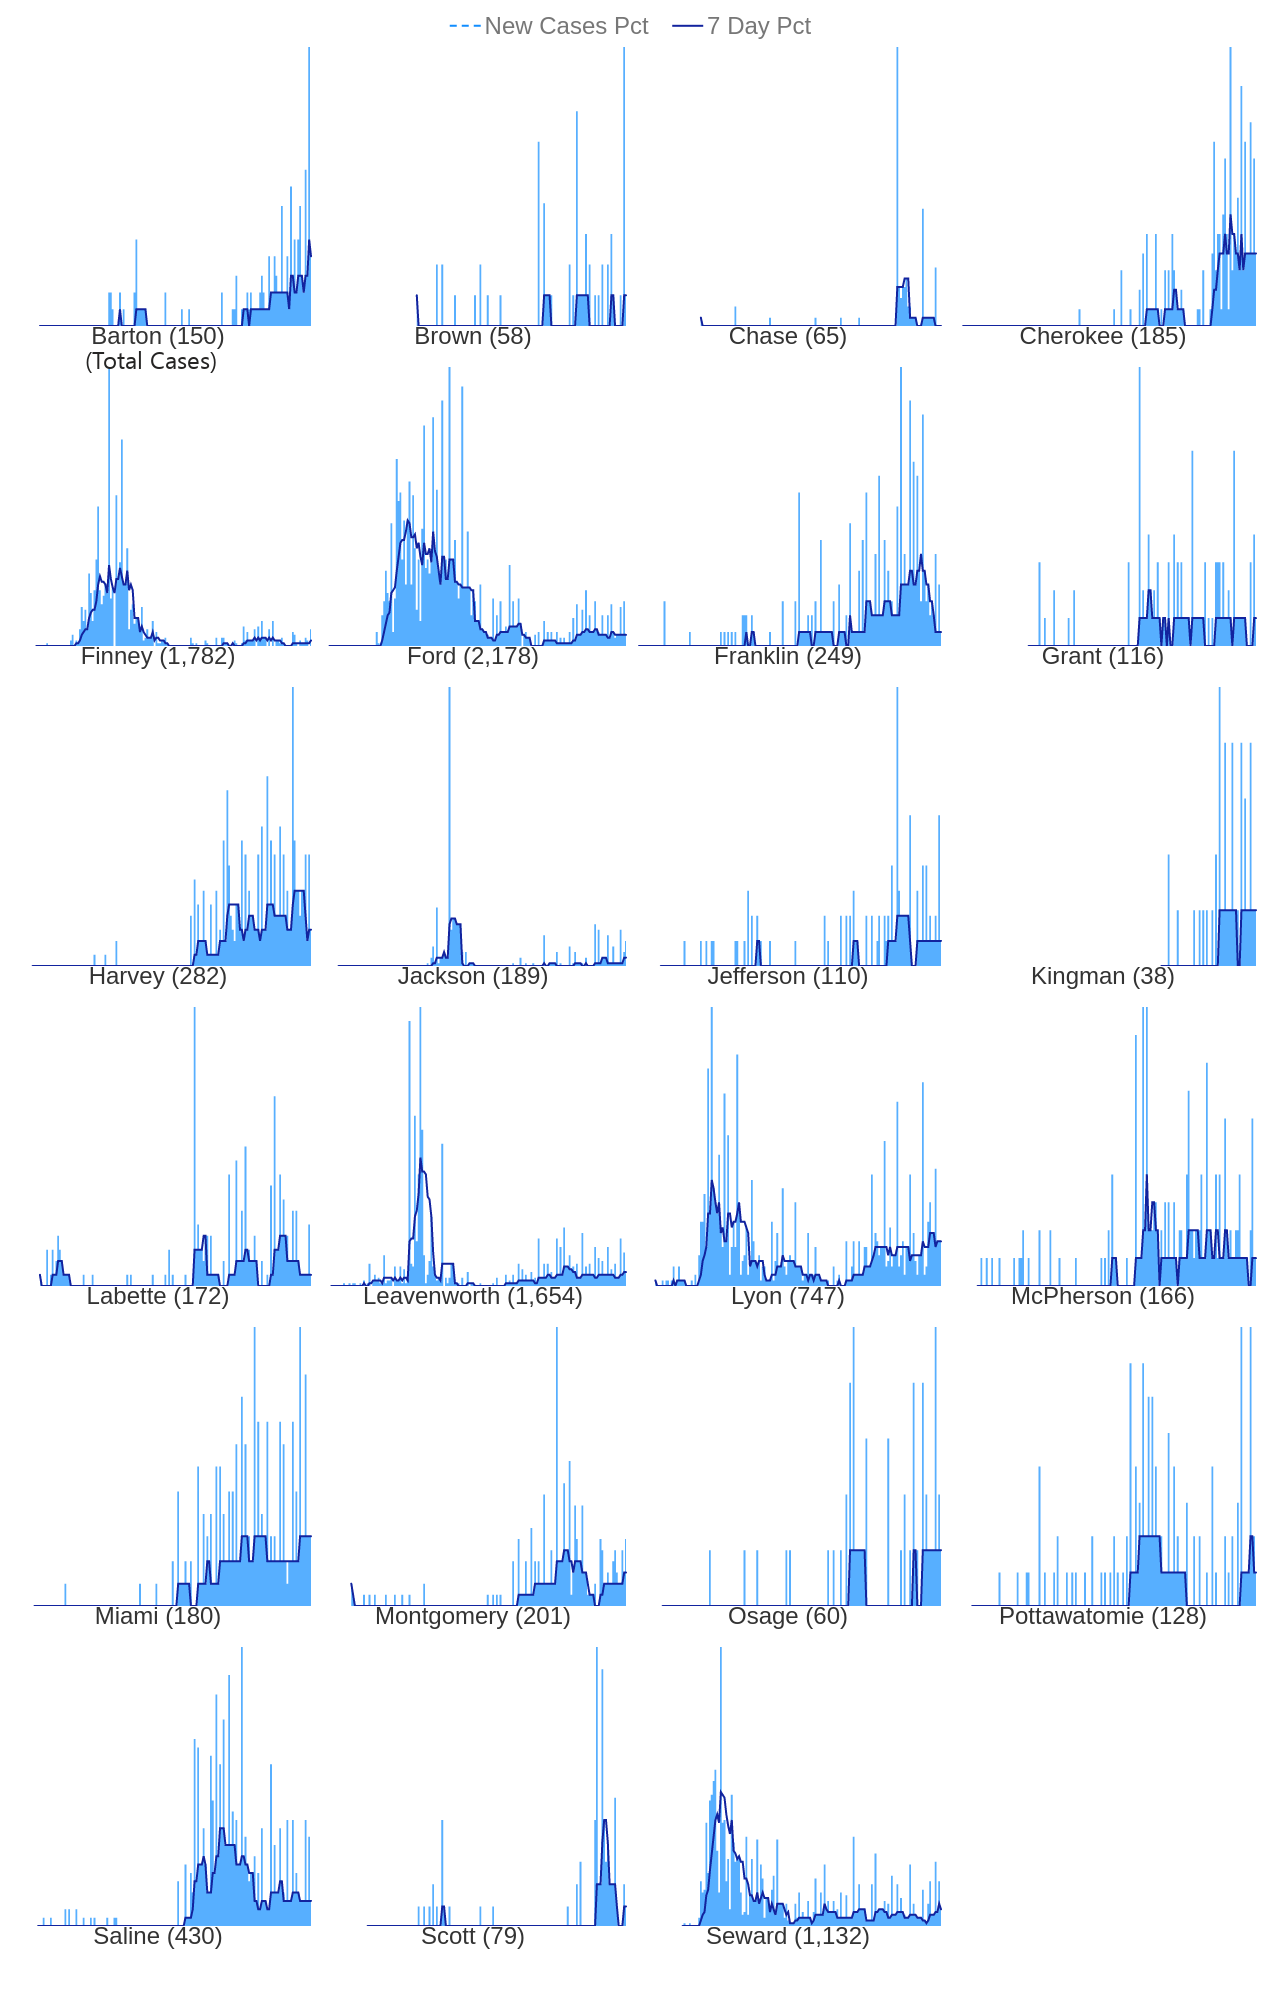 New Cases Pct 7 Day Pct
Barton (150) Brown (58) Chase (65) Cherokee (185)
(Total Cases)
Finney (1,782) Ford (2,178) Franklin (249) Grant (116)
Harvey (282) Jackson (189) Jefferson (110) Kingman (38)
Labette (172) Leavenworth (1,654) Lyon (747) McPherson (166)
Miami (180) Montgomery (201) Osage (60) Pottawatomie (128)
Saline (430) Scott (79) Seward (1,132)